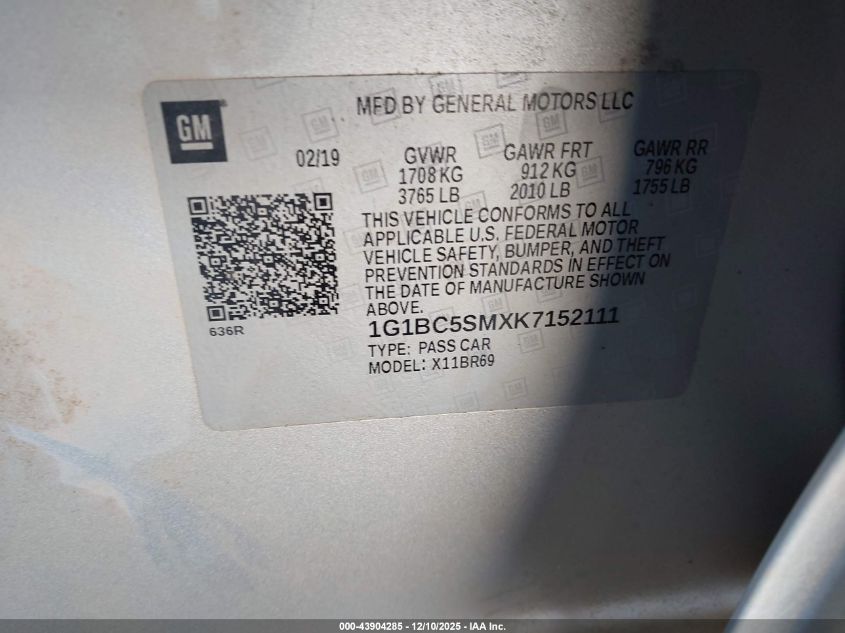 GM
MFD BY GENERAL MOTORS LLC
02/19
GVWR
1708 KG
3765 LB
GAWR FRT
912 KG
2010 LB
GAWR RR
796 KG
1755 LB
THIS VEHICLE CONFORMS TO ALL
APPLICABLE U.S. FEDERAL MOTOR
VEHICLE SAFETY, BUMPER, AND THEFT
PREVENTION STANDARDS IN EFFECT ON
THE DATE OF MANUFACTURE SHOWN
ABOVE.
636R
1G1BC5SMXK7152111
TYPE: PASS CAR
MODEL: X11BR69
000-43904285 - 12/10/2025 - IAA Inc.